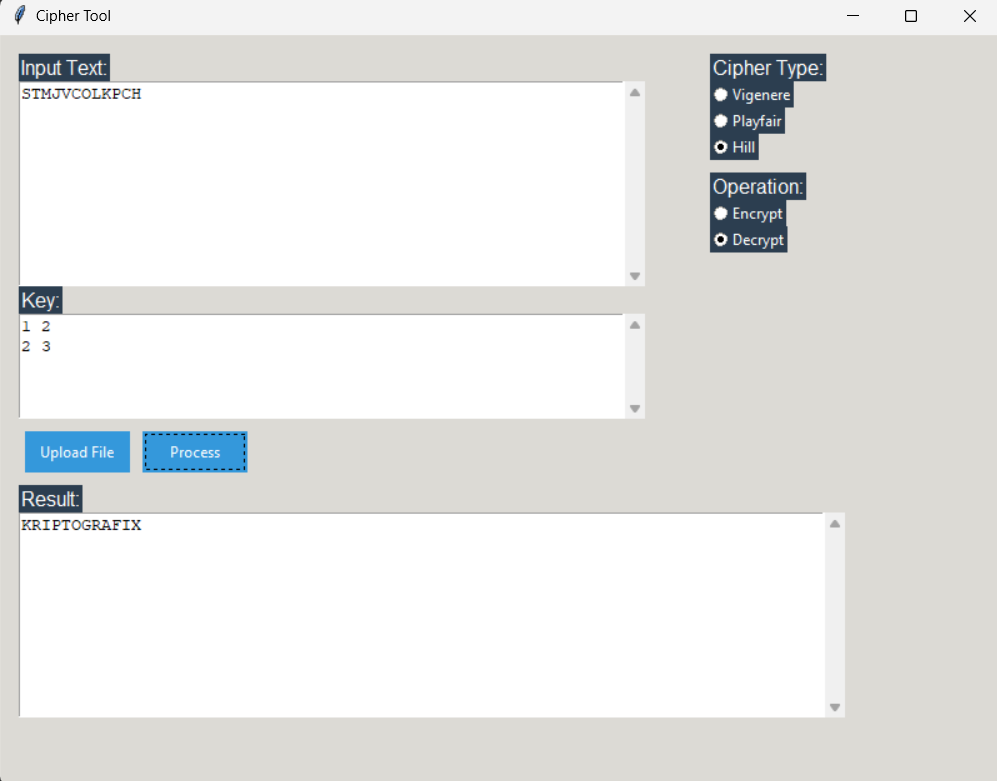 Cipher Tool
Input Text:
STMJVCOLKPCH
Cipher Type:
Vigenere
Playfair
Hill
Operation:
Encrypt
Decrypt
Key:
1 2
2 3
Upload File
Process
Result:
KRIPTOGRAFIX